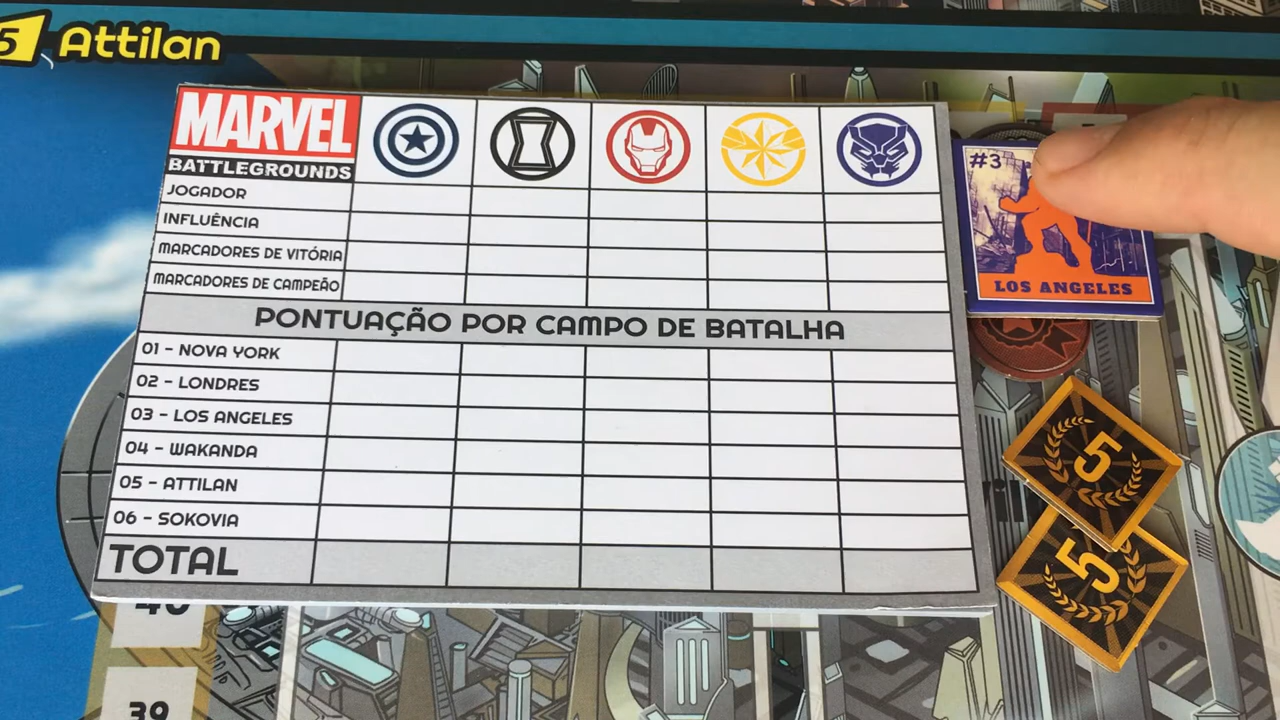 5 Attilan
MARVEL
BATTLEGROUNDS
JOGADOR
INFLUÊNCIA
MARCADORES DE VITÓRIA
MARCADORES DE CAMPEÃO
PONTUAÇÃO POR CAMPO DE BATALHA
01 - NOVA YORK
02 - LONDRES
03 - LOS ANGELES
04 - WAKANDA
05 - ATTILAN
06 - SOKOVIA
TOTAL
#3
LOS ANGELES
5
5
40
39